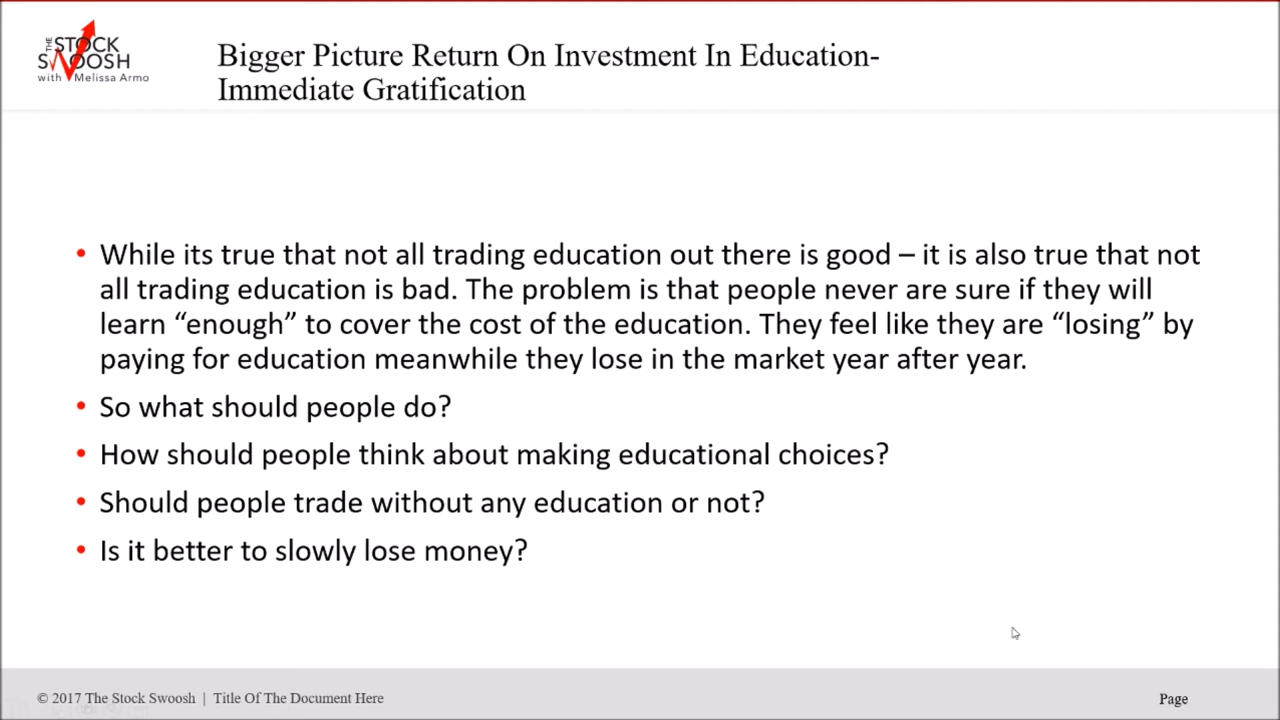 THE STOCK
SWOOSH
with Melissa Armo
Bigger Picture Return On Investment In Education-
Immediate Gratification
• While its true that not all trading education out there is good – it is also true that not
all trading education is bad. The problem is that people never are sure if they will
learn “enough” to cover the cost of the education. They feel like they are “losing” by
paying for education meanwhile they lose in the market year after year.
• So what should people do?
• How should people think about making educational choices?
• Should people trade without any education or not?
• Is it better to slowly lose money?
© 2017 The Stock Swoosh | Title Of The Document Here
Page